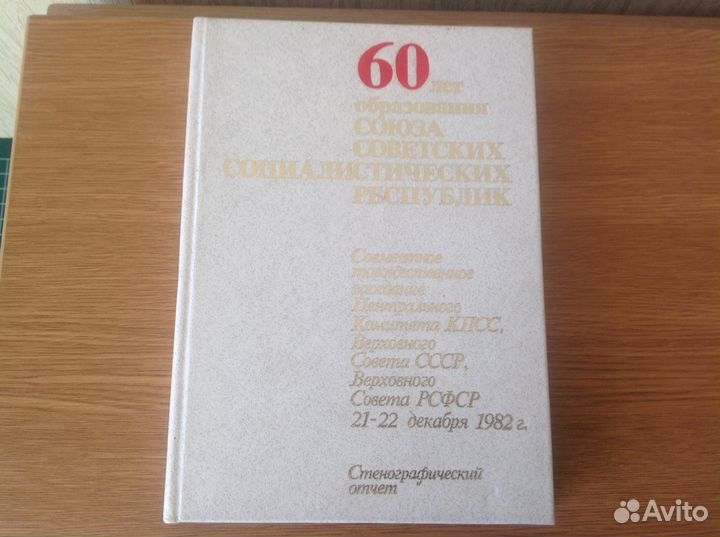 60 лет
образования
СОЮЗА
СОВЕТСКИХ
СОЦИАЛИСТИЧЕСКИХ
РЕСПУБЛИК
Совместное
торжественное
заседание
Центрального
Комитета КПСС,
Верховного
Совета СССР,
Верховного
Совета РСФСР
21-22 декабря 1982 г.
Стенографический
отчет
Avito